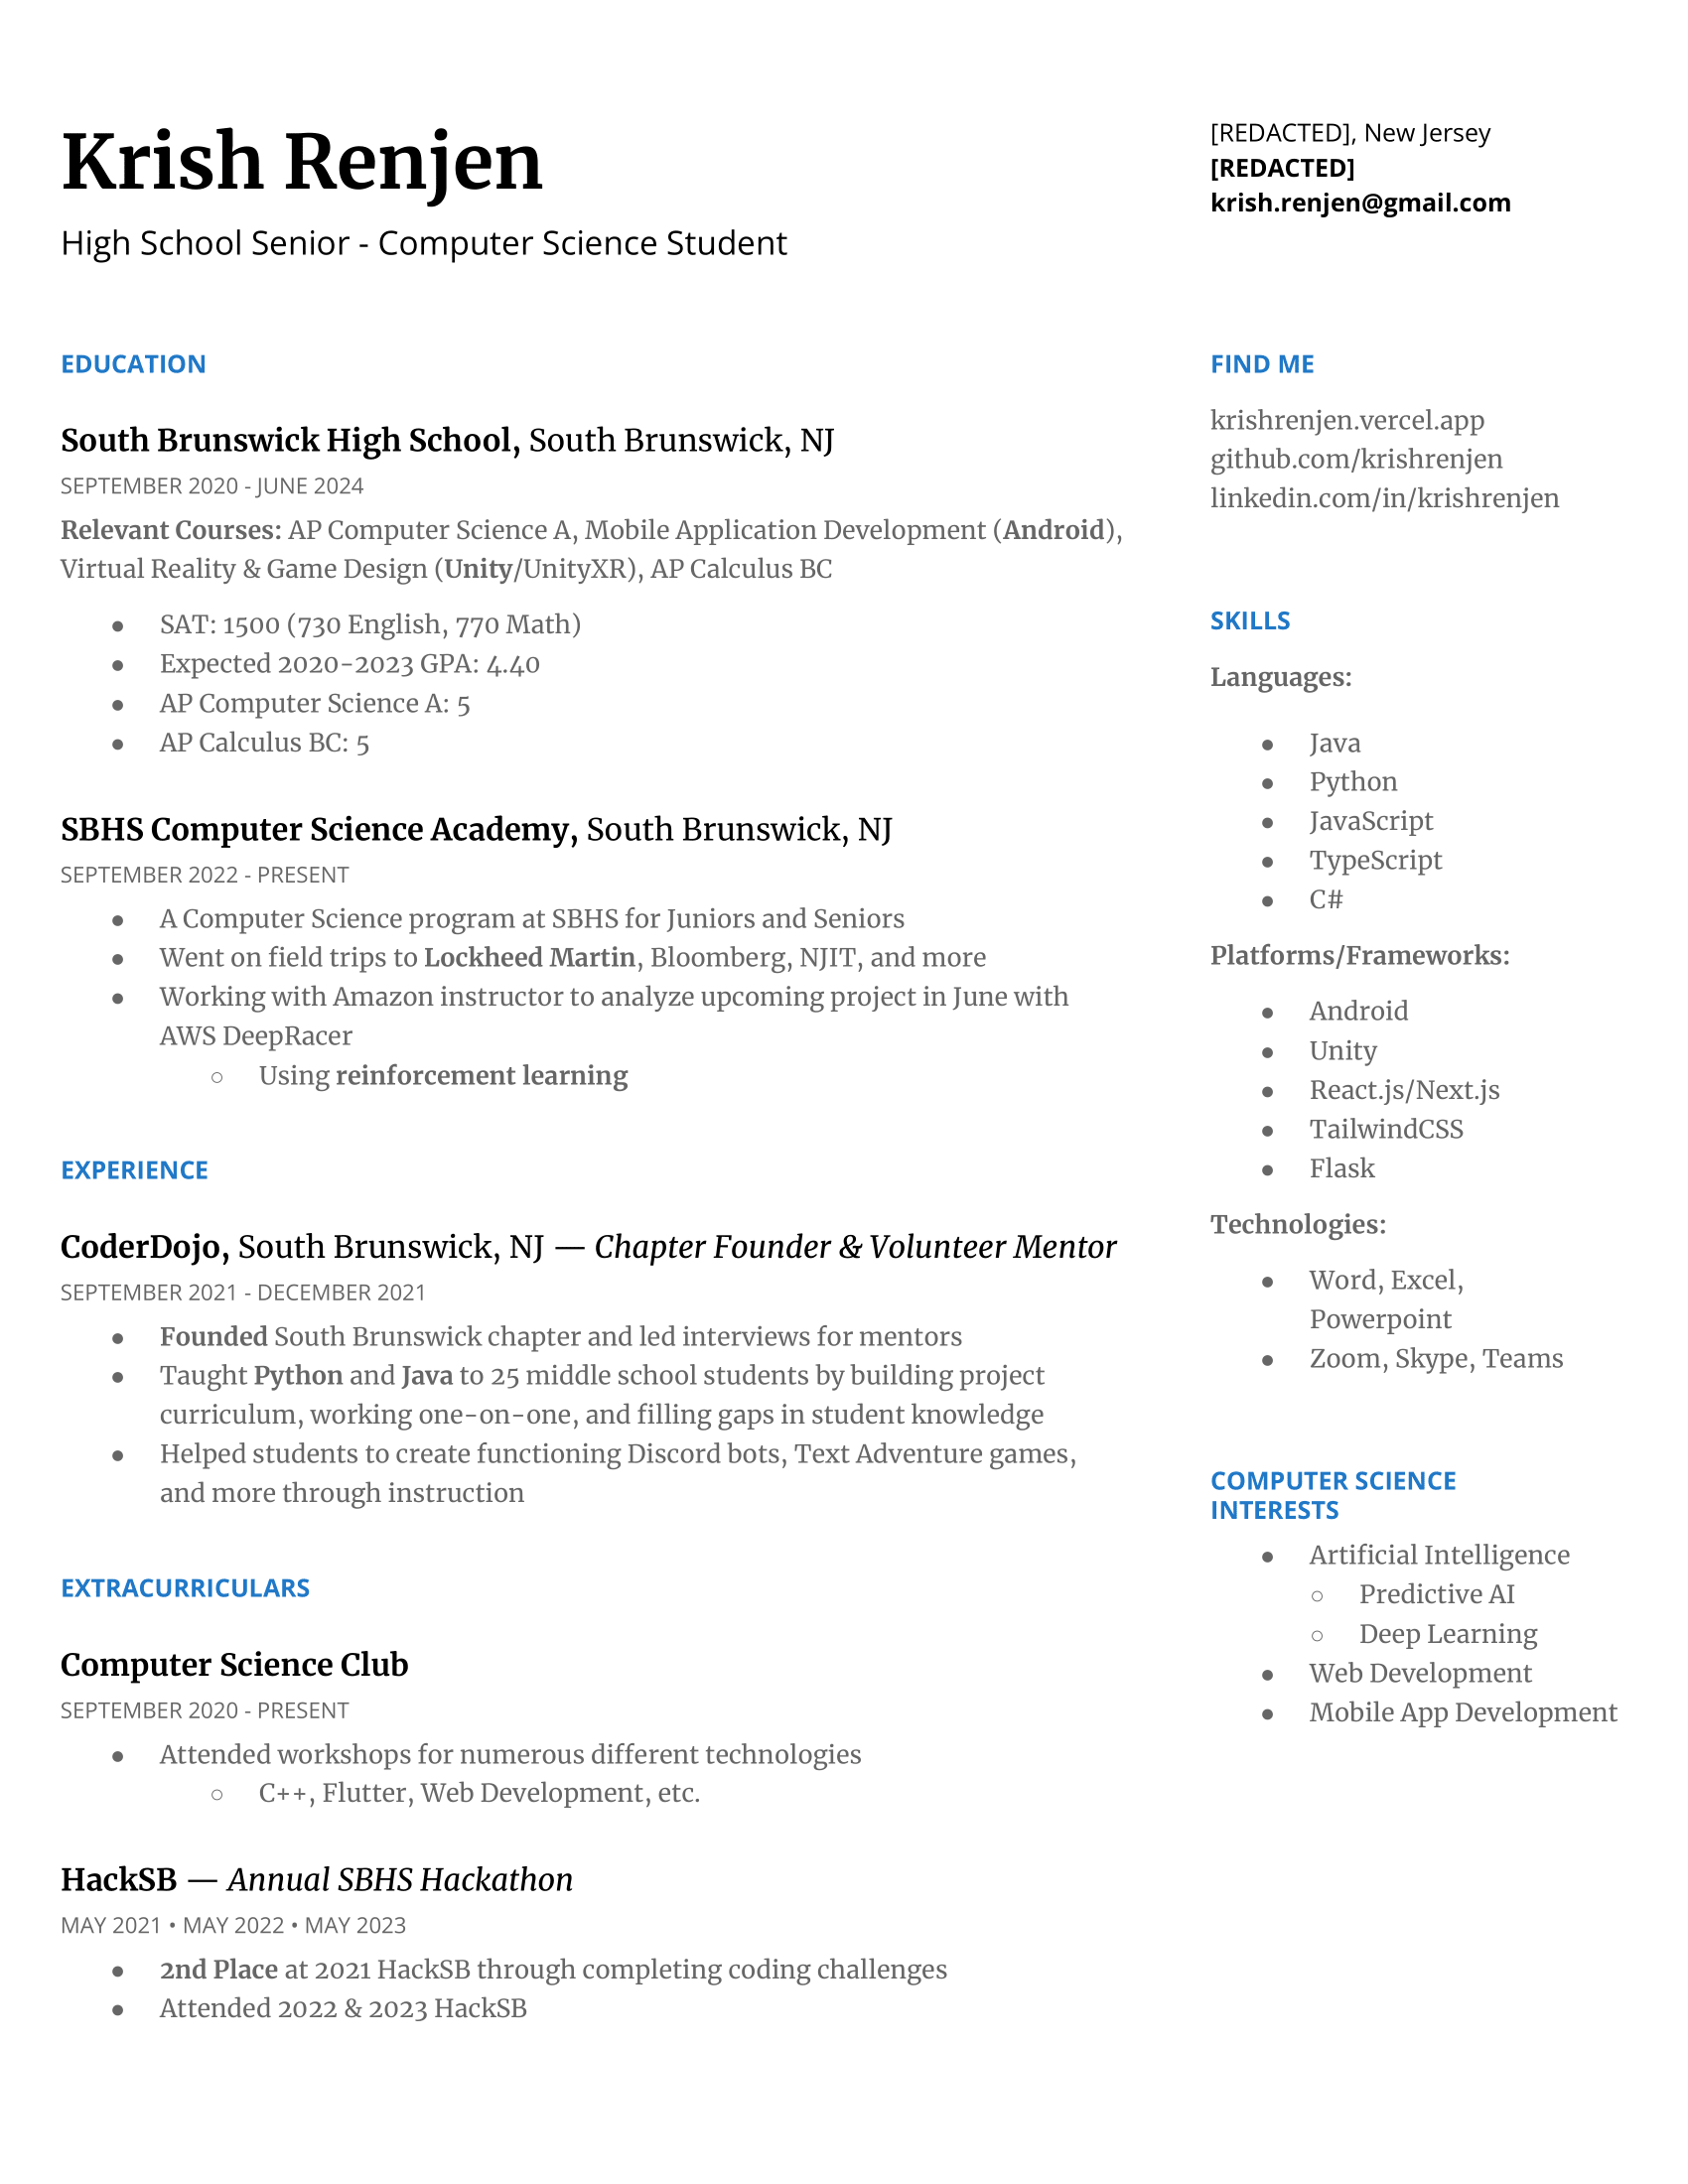 Krish Renjen
High School Senior - Computer Science Student
[REDACTED], New Jersey
[REDACTED]
krish.renjen@gmail.com
EDUCATION
South Brunswick High School, South Brunswick, NJ
SEPTEMBER 2020 - JUNE 2024
Relevant Courses: AP Computer Science A, Mobile Application Development (Android),
Virtual Reality & Game Design (Unity/UnityXR), AP Calculus BC
● SAT: 1500 (730 English, 770 Math)
● Expected 2020-2023 GPA: 4.40
● AP Computer Science A: 5
● AP Calculus BC: 5
SBHS Computer Science Academy, South Brunswick, NJ
SEPTEMBER 2022 - PRESENT
● A Computer Science program at SBHS for Juniors and Seniors
● Went on field trips to Lockheed Martin, Bloomberg, NJIT, and more
● Working with Amazon instructor to analyze upcoming project in June with
AWS DeepRacer
○ Using reinforcement learning
EXPERIENCE
CoderDojo, South Brunswick, NJ — Chapter Founder & Volunteer Mentor
SEPTEMBER 2021 - DECEMBER 2021
● Founded South Brunswick chapter and led interviews for mentors
● Taught Python and Java to 25 middle school students by building project
curriculum, working one-on-one, and filling gaps in student knowledge
● Helped students to create functioning Discord bots, Text Adventure games,
and more through instruction
EXTRACURRICULARS
Computer Science Club
SEPTEMBER 2020 - PRESENT
● Attended workshops for numerous different technologies
○ C++, Flutter, Web Development, etc.
HackSB — Annual SBHS Hackathon
MAY 2021 • MAY 2022 • MAY 2023
● 2nd Place at 2021 HackSB through completing coding challenges
● Attended 2022 & 2023 HackSB
FIND ME
krishrenjen.vercel.app
github.com/krishrenjen
linkedin.com/in/krishrenjen
SKILLS
Languages:
● Java
● Python
● JavaScript
● TypeScript
● C#
Platforms/Frameworks:
● Android
● Unity
● React.js/Next.js
● TailwindCSS
● Flask
Technologies:
● Word, Excel,
Powerpoint
● Zoom, Skype, Teams
COMPUTER SCIENCE
INTERESTS
● Artificial Intelligence
○ Predictive AI
○ Deep Learning
● Web Development
● Mobile App Development